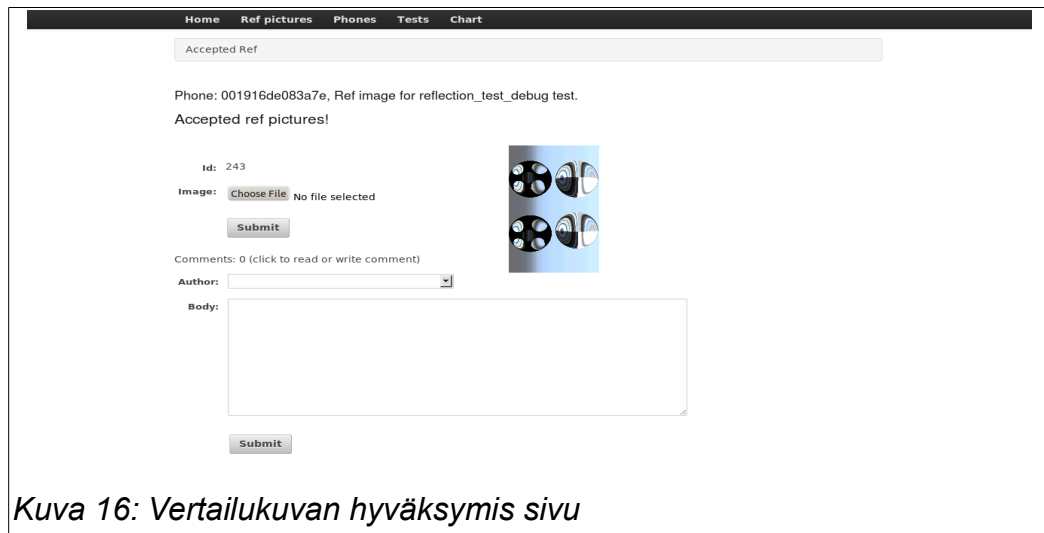 Home Ref pictures Phones Tests Chart
Accepted Ref
Phone: 001916de083a7e, Ref image for reflection_test_debug test.
Accepted ref pictures!
Id: 243
Image: Choose File No file selected
Submit
Comments: 0 (click to read or write comment)
Author:
Body:
Submit
Kuva 16: Vertailukuvan hyväksymis sivu